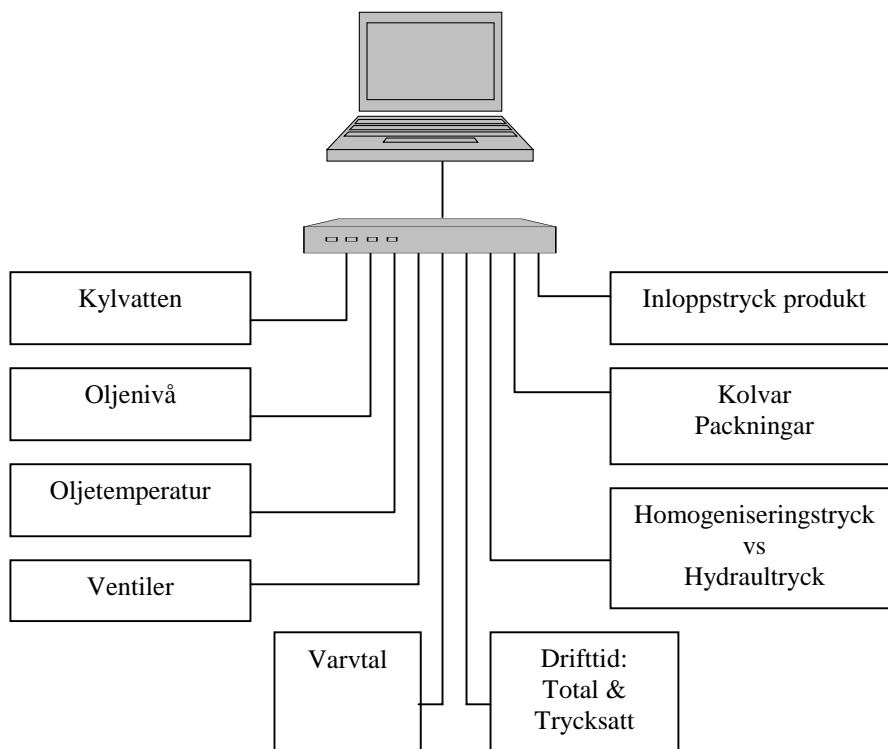 Kylvatten
Oljenivå
Oljetemperatur
Ventiler
Varvtal
Drifttid:
Total &
Trycksatt
Inloppstryck produkt
Kolvar
Packningar
Homogeniseringstryck
vs
Hydraultryck